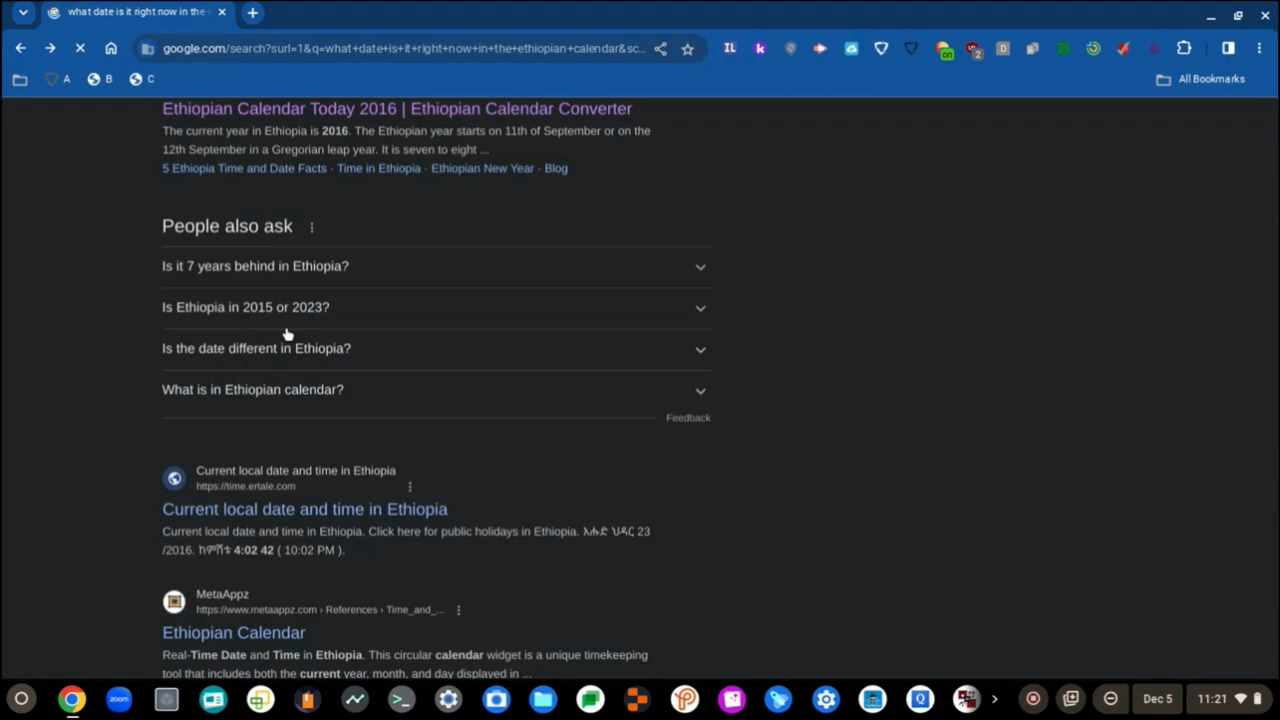 what date is it right now in the
google.com/search?surl=1&q=what+date+is+it+right+now+in+the+ethiopian+calendar&sc...
IL
k
on
2
D
A
B
C
All Bookmarks
Ethiopian Calendar Today 2016 | Ethiopian Calendar Converter
The current year in Ethiopia is 2016. The Ethiopian year starts on 11th of September or on the
12th September in a Gregorian leap year. It is seven to eight ...
5 Ethiopia Time and Date Facts · Time in Ethiopia · Ethiopian New Year · Blog
People also ask
Is it 7 years behind in Ethiopia?
Is Ethiopia in 2015 or 2023?
Is the date different in Ethiopia?
What is in Ethiopian calendar?
Feedback
Current local date and time in Ethiopia
https://time.ertale.com
Current local date and time in Ethiopia
Current local date and time in Ethiopia. Click here for public holidays in Ethiopia. እሑድ ህዳር 23
/2016. ከምሽቱ 4:02 42 ( 10:02 PM ).
MetaAppz
https://www.metaappz.com › References › Time_and_...
Ethiopian Calendar
Real-Time Date and Time in Ethiopia. This circular calendar widget is a unique timekeeping
tool that includes both the current year, month, and day displayed in ...
zoom
Q
Dec 5
11:21